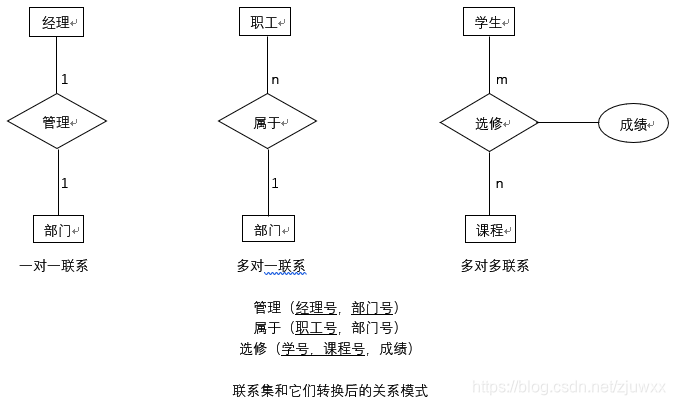 经理 职工 学生
1 n m
管理 属于 选修 成绩
1 1 n
部门 部门 课程
一对一联系 多对一联系 多对多联系
管理（经理号，部门号）
属于（职工号，部门号）
选修（学号，课程号，成绩）
联系集和它们转换后的关系模式
https://blog.csdn.net/zjuwxx